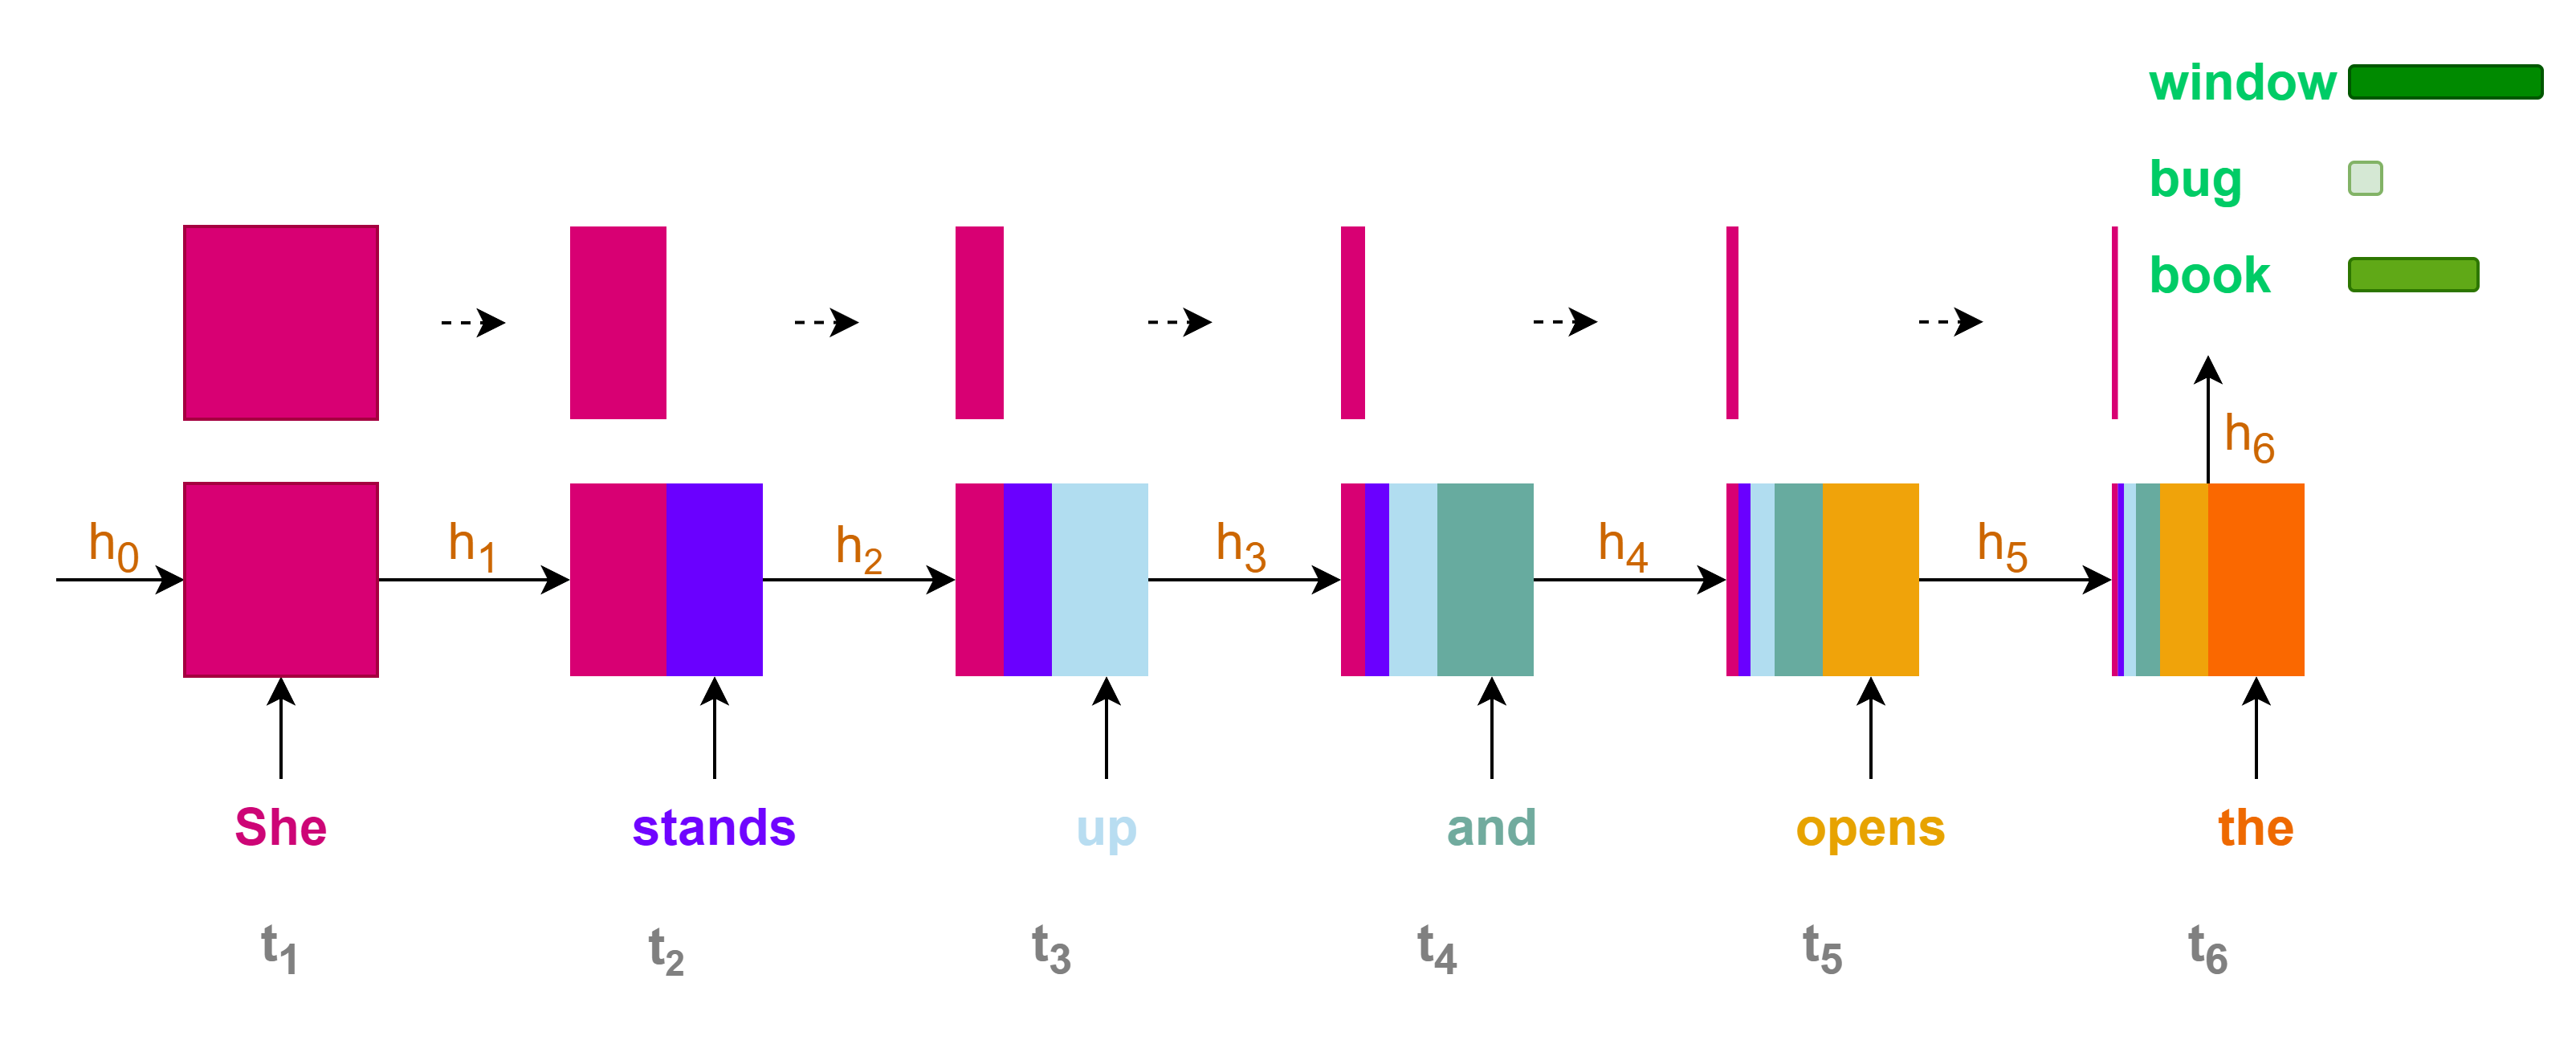 window
bug
book
h6
h0
h1
h2
h3
h4
h5
She stands up and opens the
t1 t2 t3 t4 t5 t6